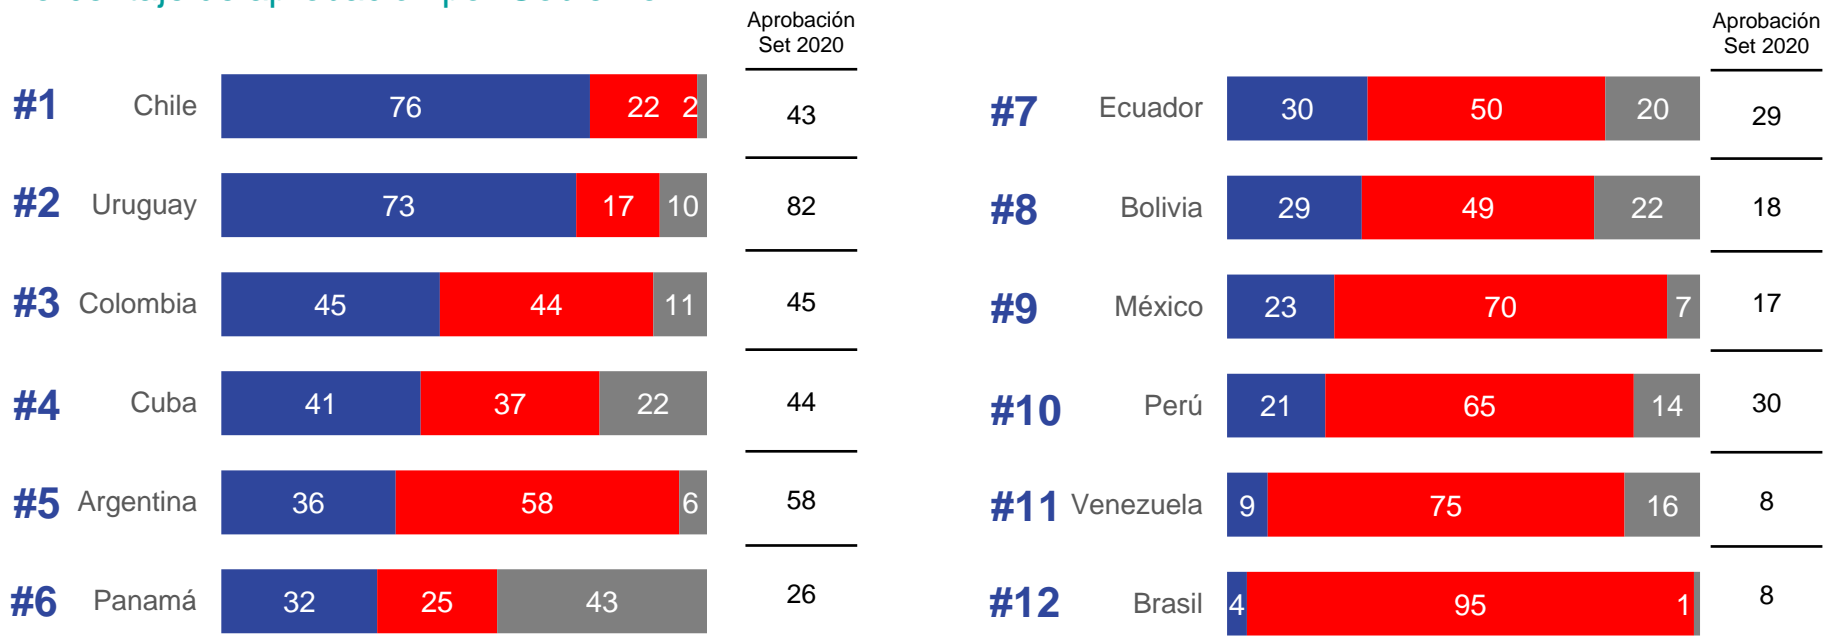 Aprobación
Set 2020
#1 Chile 76 22 2 43
#2 Uruguay 73 17 10 82
#3 Colombia 45 44 11 45
#4 Cuba 41 37 22 44
#5 Argentina 36 58 6 58
#6 Panamá 32 25 43 26
Aprobación
Set 2020
#7 Ecuador 30 50 20 29
#8 Bolivia 29 49 22 18
#9 México 23 70 7 17
#10 Perú 21 65 14 30
#11 Venezuela 9 75 16 8
#12 Brasil 4 95 1 8